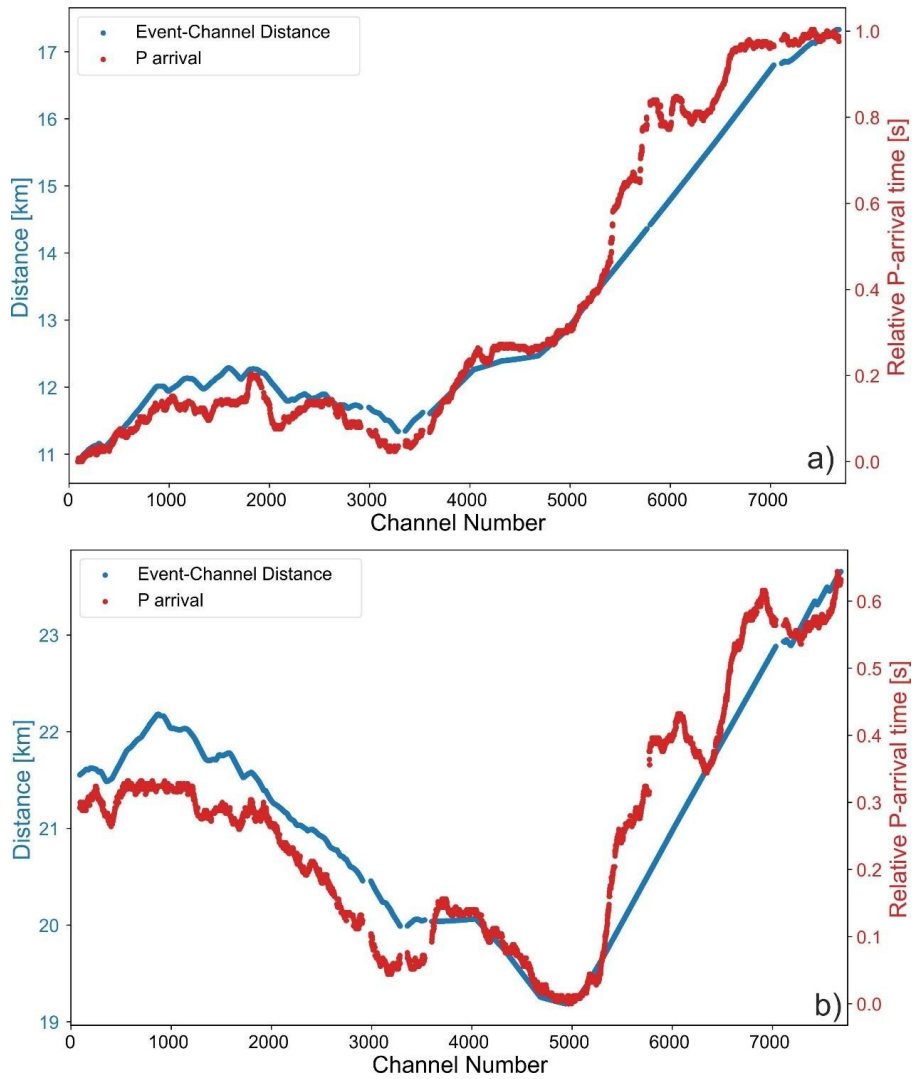 Event-Channel Distance
P arrival
17
16
15
14
13
12
11
Distance [km]
1.0
0.8
0.6
0.4
0.2
0.0
Relative P-arrival time [s]
a)
0 1000 2000 3000 4000 5000 6000 7000
Channel Number
Event-Channel Distance
P arrival
23
22
21
20
19
Distance [km]
0.6
0.5
0.4
0.3
0.2
0.1
0.0
Relative P-arrival time [s]
b)
0 1000 2000 3000 4000 5000 6000 7000
Channel Number